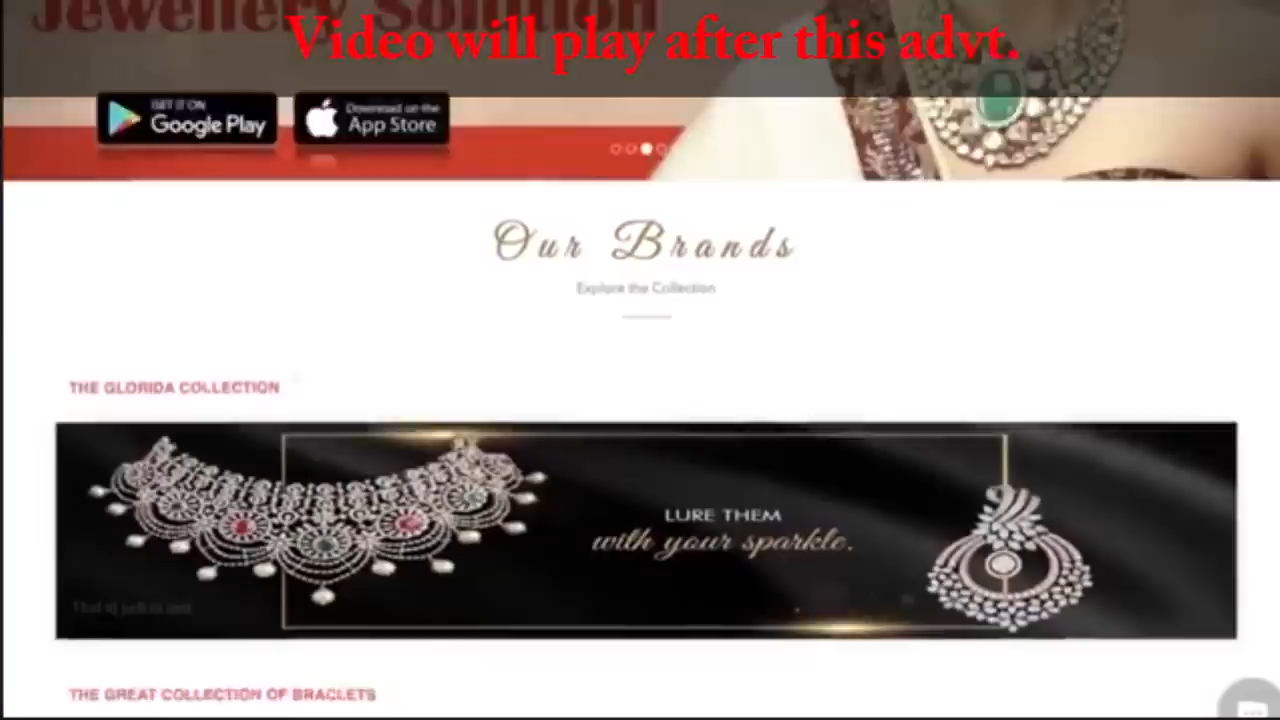 Jewellery Solution
Video will play after this advt.
GET IT ON
Google Play
Download on the
App Store
Our Brands
Explore the Collection
THE GLORIDA COLLECTION
LURE THEM
with your sparkle.
THE GREAT COLLECTION OF BRACLETS